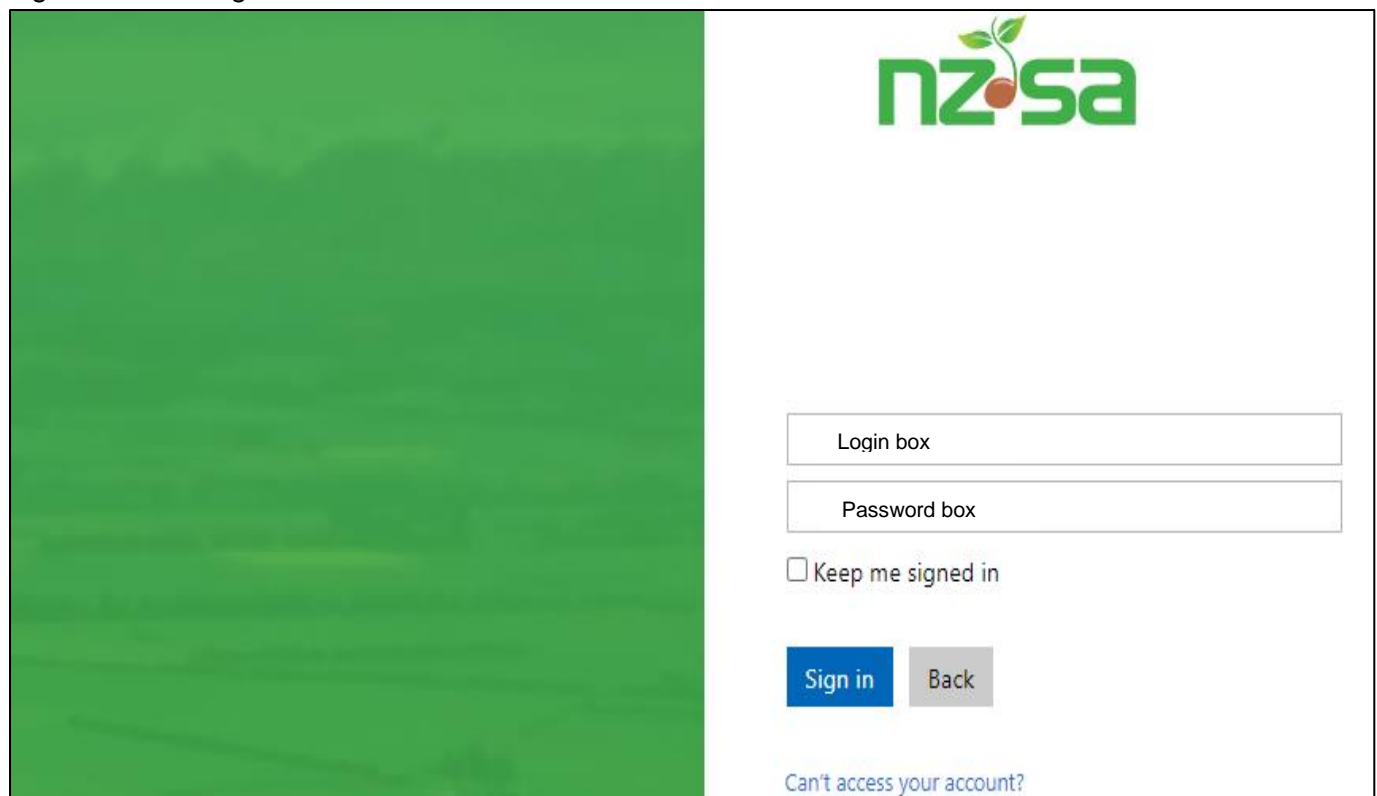 nzsa
Login box
Password box
Keep me signed in
Sign in
Back
Can't access your account?